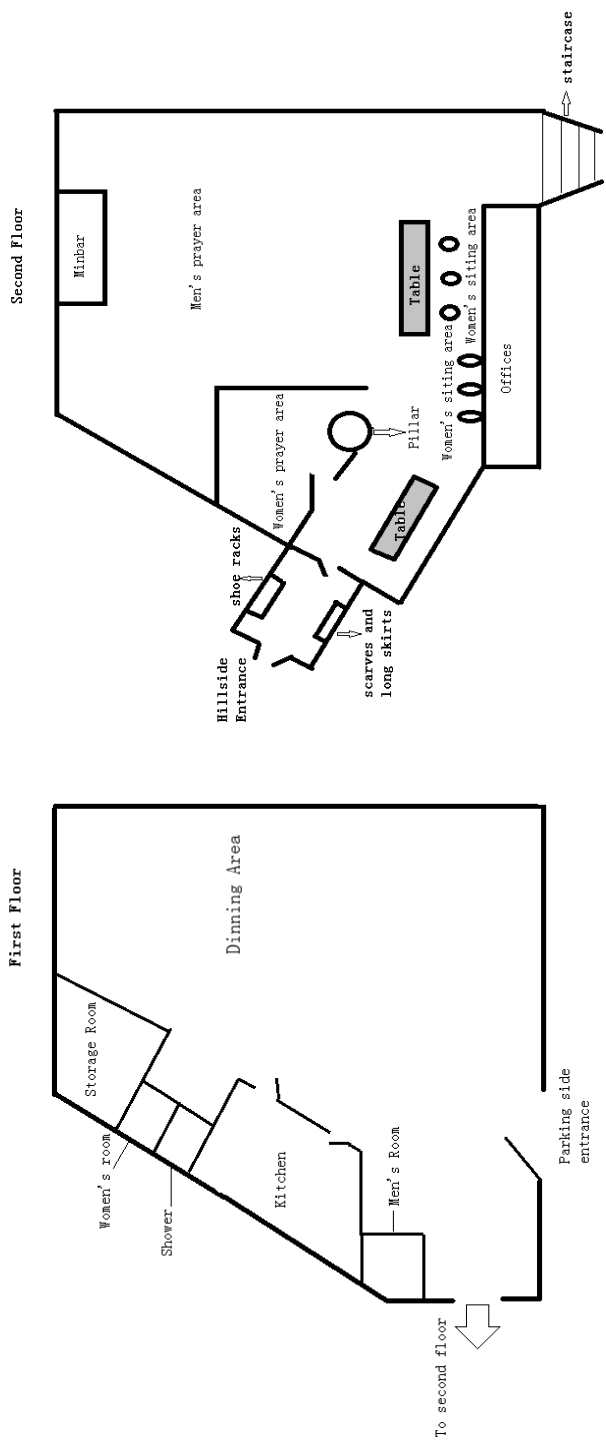 First Floor
Storage Room
Women's room
Shower
Kitchen
Men's Room
Dinning Area
To second floor
Parking side
entrance
Second Floor
Minbar
Men's prayer area
Women's prayer area
shoe racks
Hillside
Entrance
scarves and
long skirts
Table
Pillar
Table
Women's siting area
Women's siting area
Offices
staircase